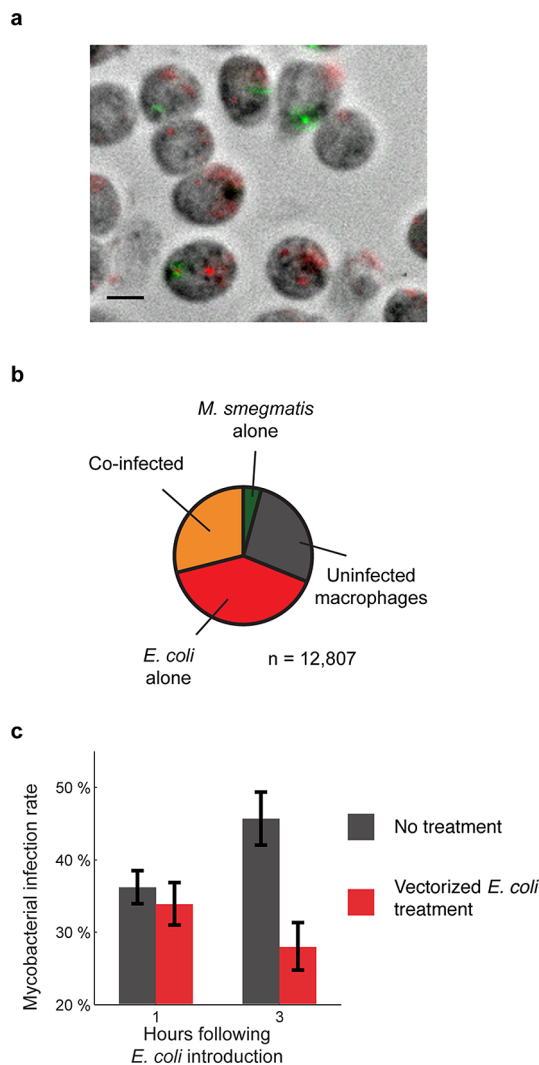 a
b
M. smegmatis
alone
Co-infected
Uninfected
macrophages
E. coli
alone
n = 12,807
c
Mycobacterial infection rate
50 %
40 %
30 %
20 %
1
3
Hours following
E. coli introduction
No treatment
Vectorized E. coli
treatment